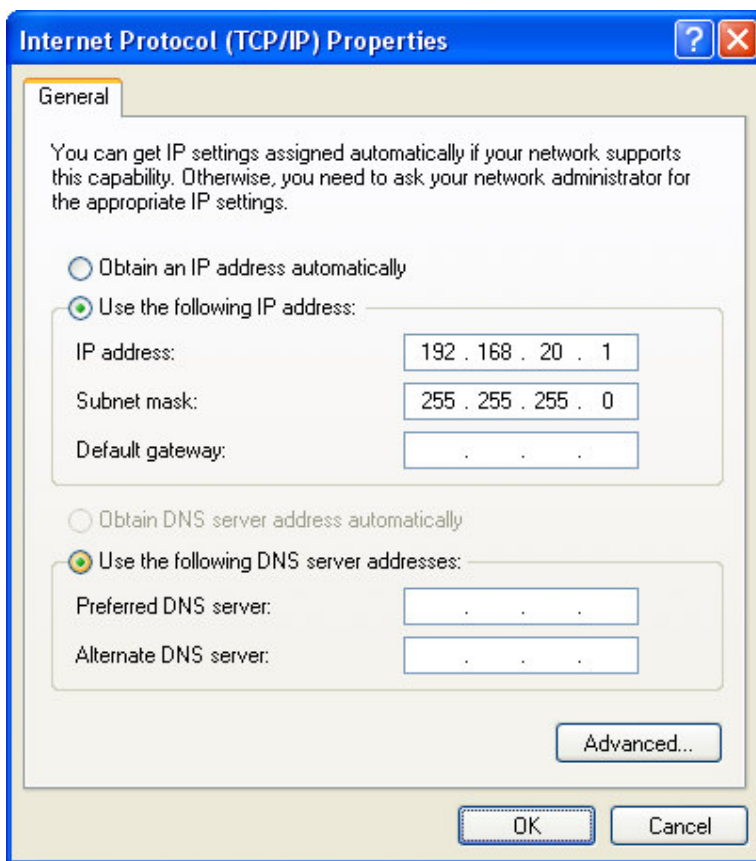 Internet Protocol (TCP/IP) Properties
?
General
You can get IP settings assigned automatically if your network supports
this capability. Otherwise, you need to ask your network administrator for
the appropriate IP settings.
Obtain an IP address automatically
Use the following IP address:
IP address: 192 . 168 . 20 . 1
Subnet mask: 255 . 255 . 255 . 0
Default gateway: . . .
Obtain DNS server address automatically
Use the following DNS server addresses:
Preferred DNS server: . . .
Alternate DNS server: . . .
Advanced...
OK Cancel